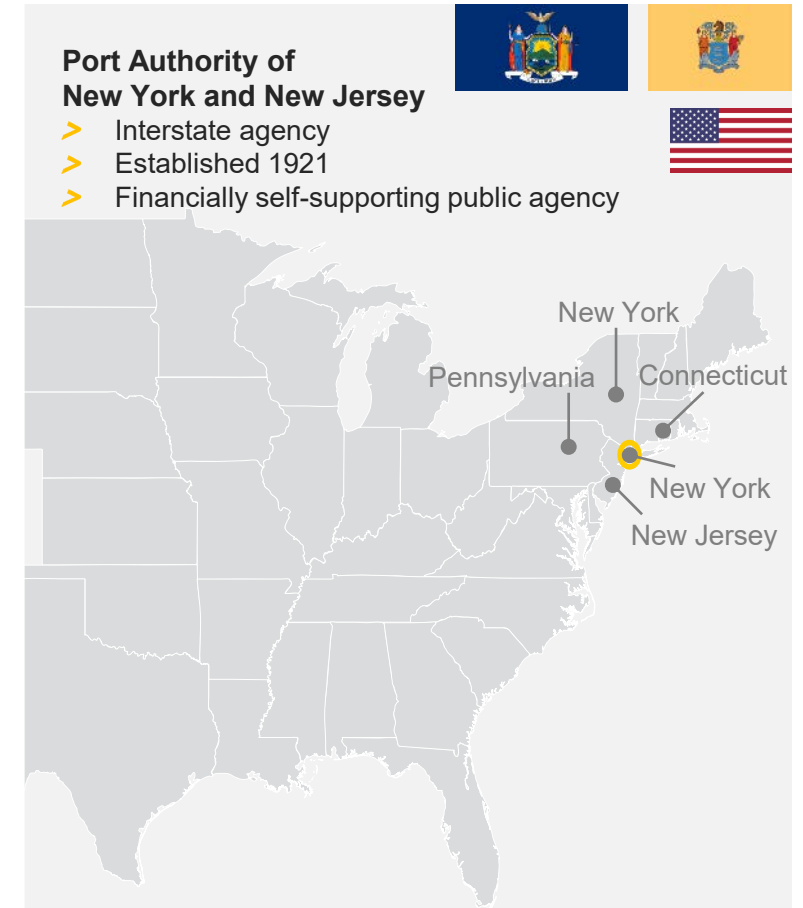 Port Authority of
New York and New Jersey
> Interstate agency
> Established 1921
> Financially self-supporting public agency
New York
Pennsylvania
Connecticut
New York
New Jersey